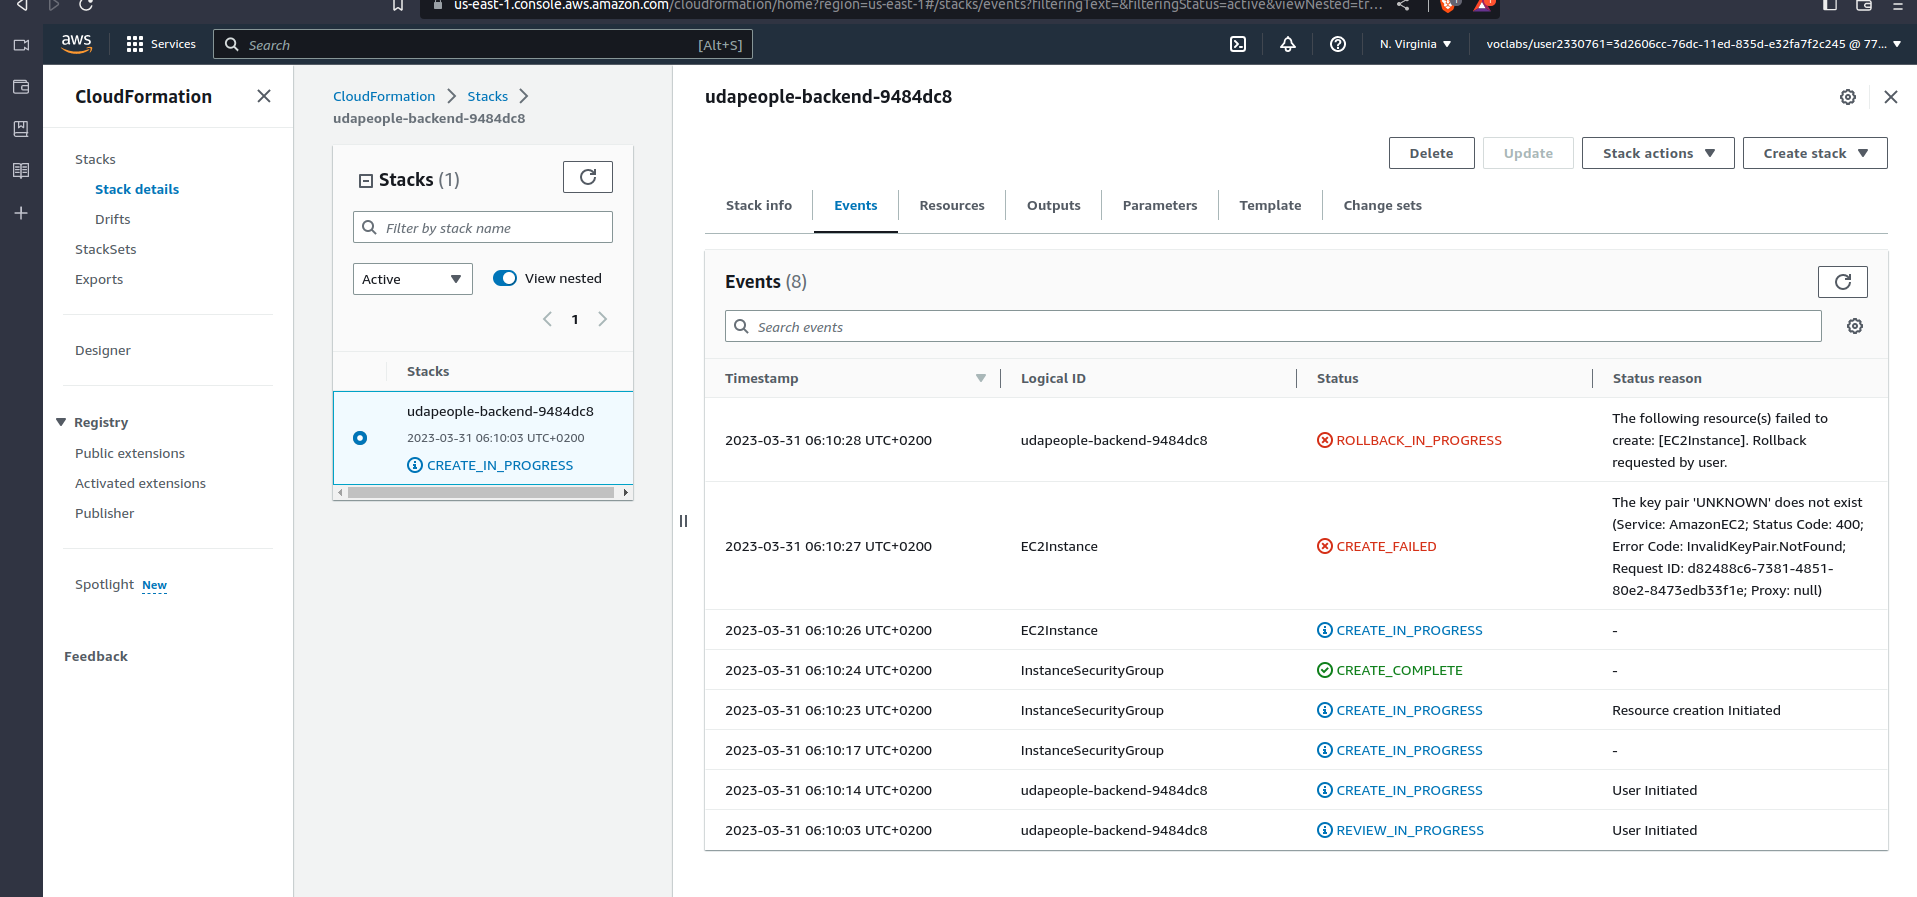 us-east-1.console.aws.amazon.com/cloudformation/home?region=us-east-1#/stacks/events?filteringText=&filteringStatus=active&viewNested=tr...
aws
Services
Search
[Alt+S]
N. Virginia
voclabs/user2330761=3d2606cc-76dc-11ed-835d-e32fa7f2c245 @ 77...
CloudFormation
Stacks
Stack details
Drifts
StackSets
Exports
Designer
Registry
Public extensions
Activated extensions
Publisher
Spotlight New
Feedback
CloudFormation > Stacks >
udapeople-backend-9484dc8
Stacks (1)
Filter by stack name
Active
View nested
1
Stacks
udapeople-backend-9484dc8
2023-03-31 06:10:03 UTC+0200
CREATE_IN_PROGRESS
udapeople-backend-9484dc8
Delete
Update
Stack actions
Create stack
Stack info
Events
Resources
Outputs
Parameters
Template
Change sets
Events (8)
Search events
Timestamp
Logical ID
Status
Status reason
2023-03-31 06:10:28 UTC+0200
udapeople-backend-9484dc8
ROLLBACK_IN_PROGRESS
The following resource(s) failed to
create: [EC2Instance]. Rollback
requested by user.
2023-03-31 06:10:27 UTC+0200
EC2Instance
CREATE_FAILED
The key pair 'UNKNOWN' does not exist
(Service: AmazonEC2; Status Code: 400;
Error Code: InvalidKeyPair.NotFound;
Request ID: d82488c6-7381-4851-
80e2-8473edb33f1e; Proxy: null)
2023-03-31 06:10:26 UTC+0200
EC2Instance
CREATE_IN_PROGRESS
-
2023-03-31 06:10:24 UTC+0200
InstanceSecurityGroup
CREATE_COMPLETE
-
2023-03-31 06:10:23 UTC+0200
InstanceSecurityGroup
CREATE_IN_PROGRESS
Resource creation Initiated
2023-03-31 06:10:17 UTC+0200
InstanceSecurityGroup
CREATE_IN_PROGRESS
-
2023-03-31 06:10:14 UTC+0200
udapeople-backend-9484dc8
CREATE_IN_PROGRESS
User Initiated
2023-03-31 06:10:03 UTC+0200
udapeople-backend-9484dc8
REVIEW_IN_PROGRESS
User Initiated